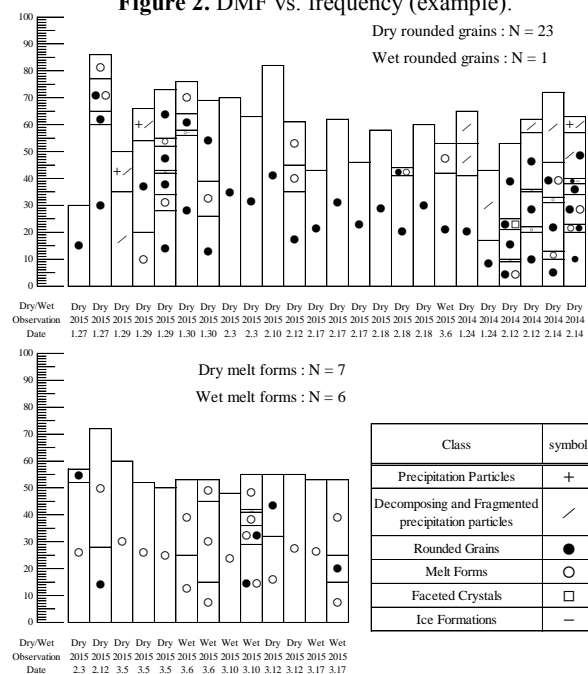 Figure 2. DMF vs. frequency (example).
Dry rounded grains : N = 23
Wet rounded grains : N = 1
100
90
80
70
60
50
40
30
20
10
0
Dry/Wet Dry Dry Dry Dry Dry Dry Dry Dry Dry Dry Dry Dry Dry Dry Dry Dry Dry Wet Dry Dry Dry Dry Dry Dry
Observation 2015 2015 2015 2015 2015 2015 2015 2015 2015 2015 2015 2015 2015 2015 2015 2015 2015 2015 2014 2014 2014 2014 2014 2014
Date 1.27 1.27 1.29 1.29 1.29 1.30 1.30 2.3 2.3 2.10 2.12 2.17 2.17 2.17 2.18 2.18 2.18 3.6 1.24 1.24 2.12 2.12 2.14 2.14
Dry melt forms : N = 7
Wet melt forms : N = 6
100
90
80
70
60
50
40
30
20
10
0
Dry/Wet Dry Dry Dry Dry Dry Wet Wet Wet Wet Dry Dry Wet Wet
Observation 2015 2015 2015 2015 2015 2015 2015 2015 2015 2015 2015 2015 2015
Date 2.3 2.12 3.5 3.5 3.5 3.6 3.6 3.10 3.10 3.12 3.12 3.17 3.17
Class symbol
Precipitation Particles +
Decomposing and Fragmented
precipitation particles ∕
Rounded Grains ●
Melt Forms ○
Faceted Crystals □
Ice Formations −